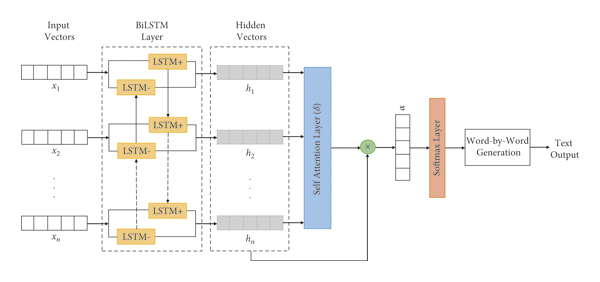 Input
Vectors
BiLSTM
Layer
Hidden
Vectors
LSTM+
LSTM-
x1
h1
LSTM+
LSTM-
x2
h2
.
.
.
.
.
.
LSTM+
LSTM-
xn
hn
Self Attention Layer (δ)
×
α
Softmax Layer
Word-by-Word
Generation
Text
Output